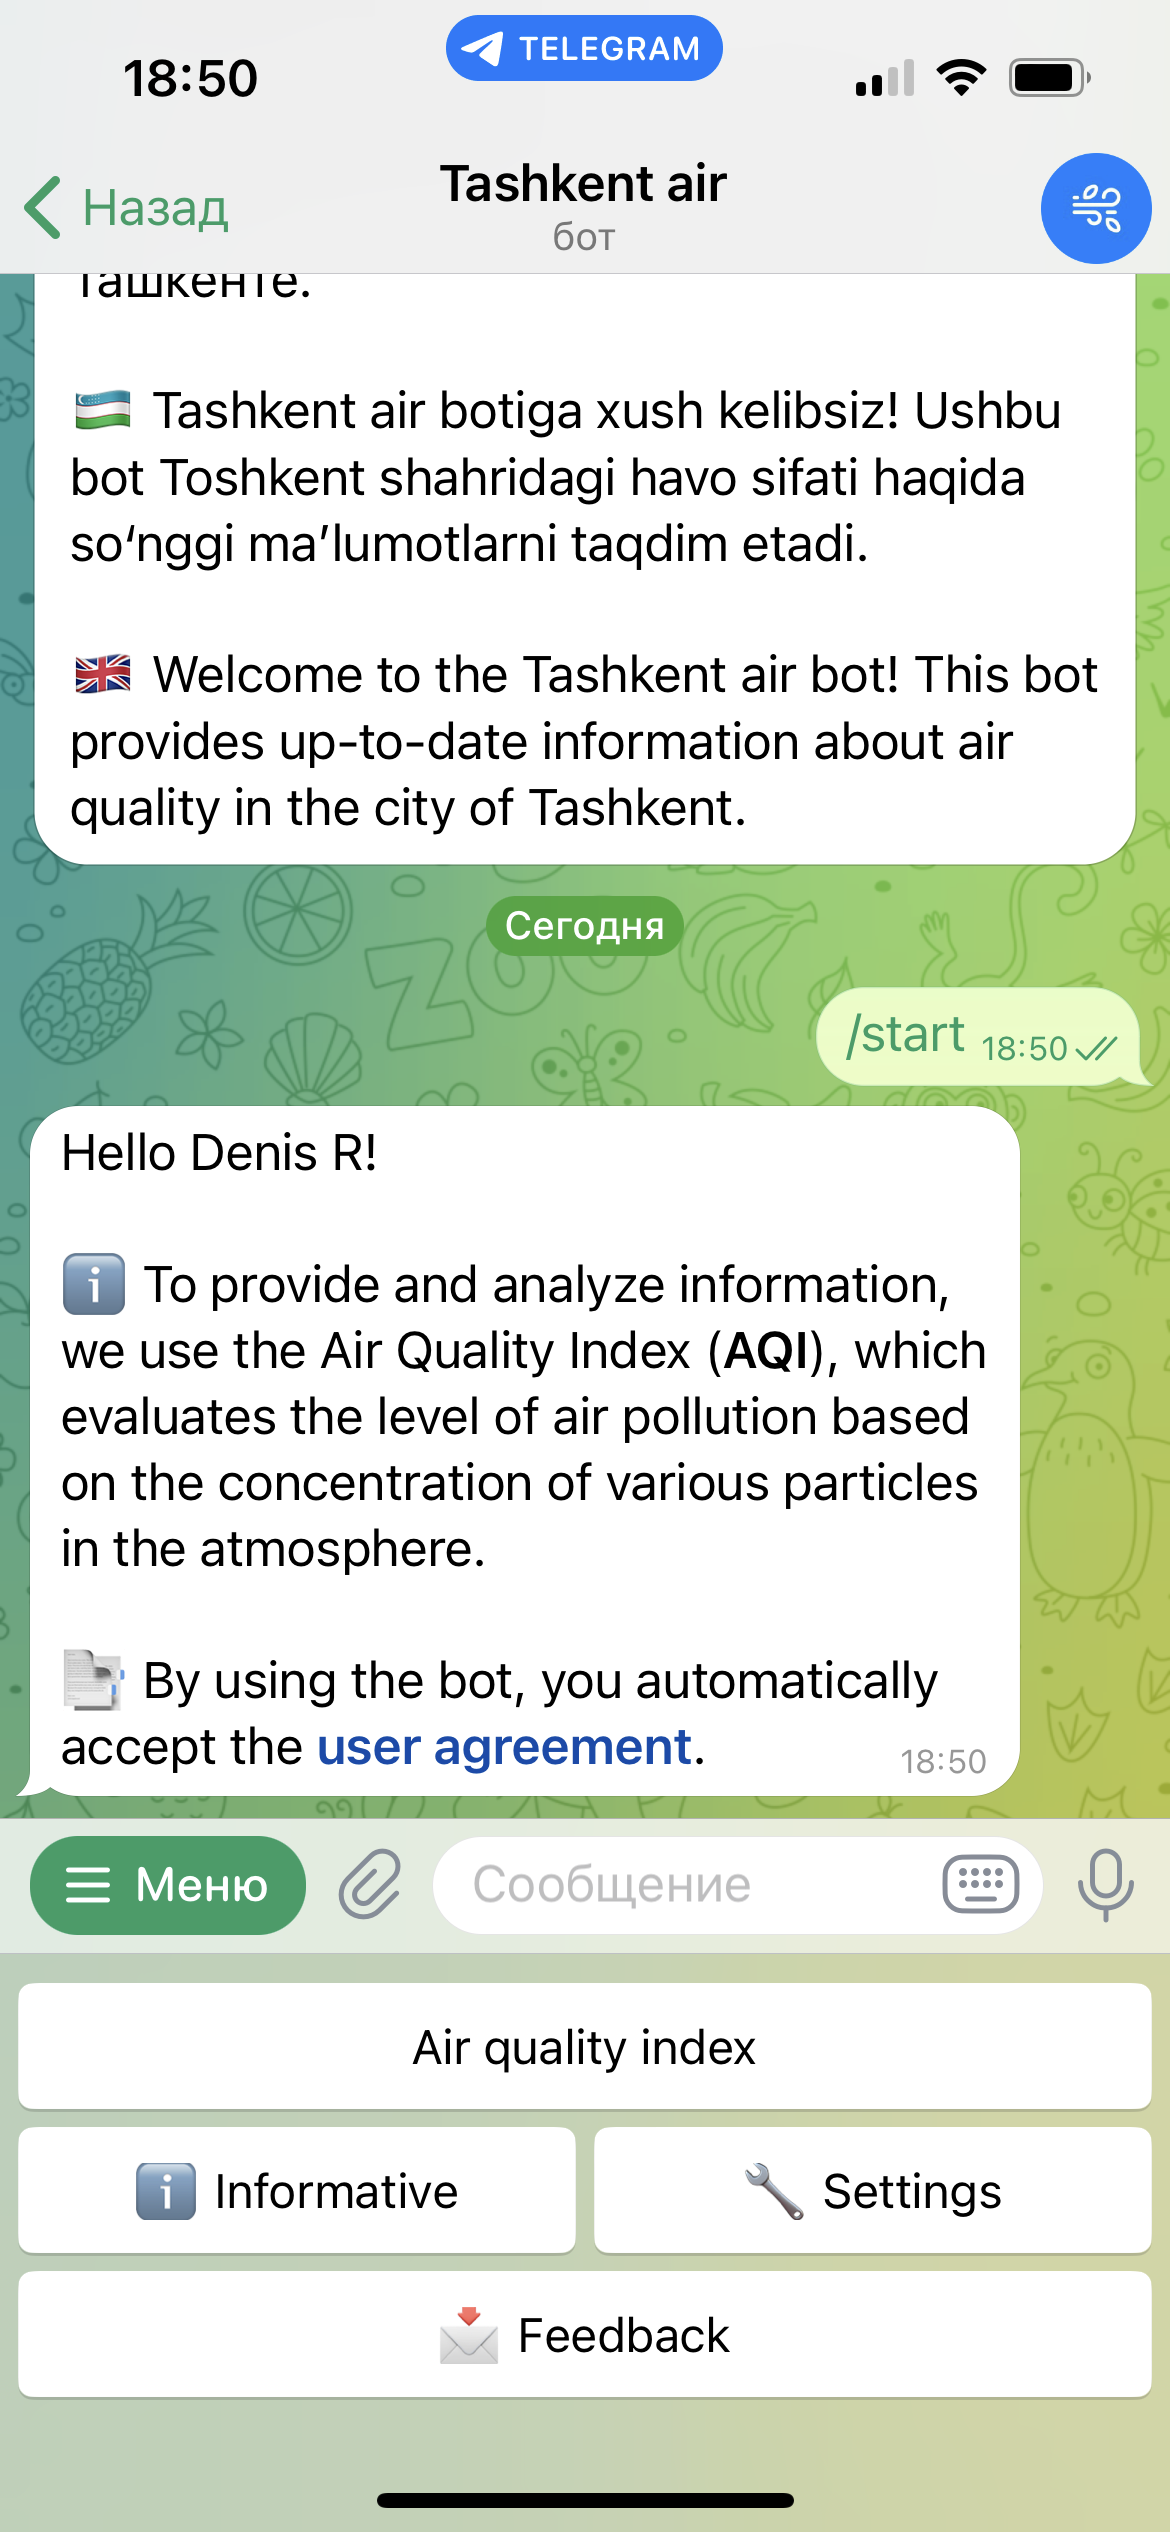 TELEGRAM
18:50
Назад
Tashkent air
бот
Ташкенте.
Tashkent air botiga xush kelibsiz! Ushbu
bot Toshkent shahridagi havo sifati haqida
so‘nggi ma’lumotlarni taqdim etadi.
Welcome to the Tashkent air bot! This bot
provides up-to-date information about air
quality in the city of Tashkent.
Сегодня
/start 18:50
Hello Denis R!
To provide and analyze information,
we use the Air Quality Index (AQI), which
evaluates the level of air pollution based
on the concentration of various particles
in the atmosphere.
By using the bot, you automatically
accept the user agreement.
18:50
Меню
Сообщение
Air quality index
Informative
Settings
Feedback